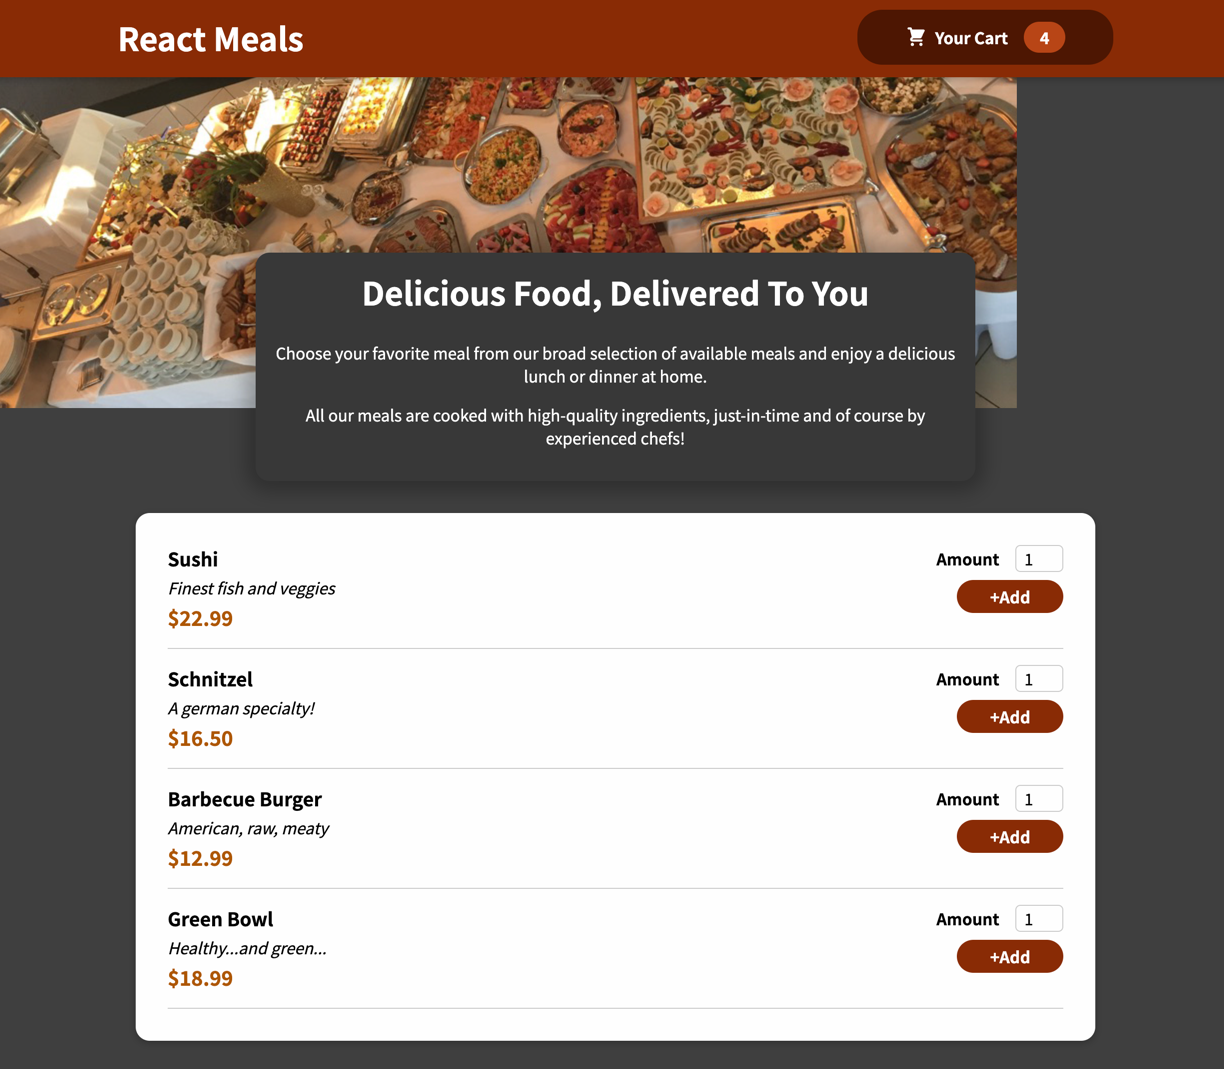 React Meals
Your Cart 4
Delicious Food, Delivered To You
Choose your favorite meal from our broad selection of available meals and enjoy a delicious
lunch or dinner at home.
All our meals are cooked with high-quality ingredients, just-in-time and of course by
experienced chefs!
Sushi
Finest fish and veggies
$22.99
Amount 1
+Add
Schnitzel
A german specialty!
$16.50
Amount 1
+Add
Barbecue Burger
American, raw, meaty
$12.99
Amount 1
+Add
Green Bowl
Healthy...and green...
$18.99
Amount 1
+Add